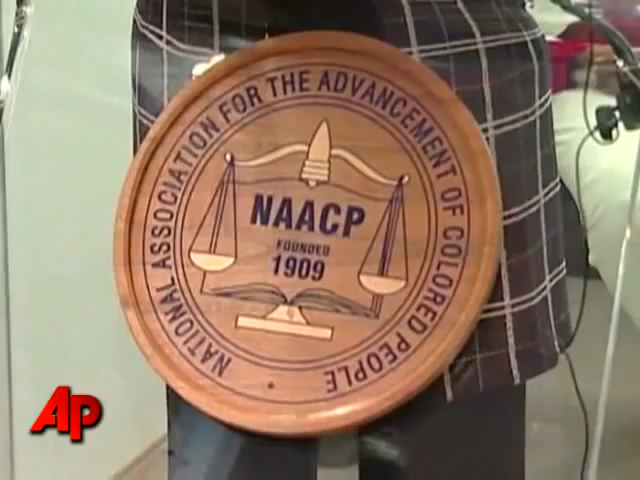 NATIONAL ASSOCIATION FOR THE ADVANCEMENT OF COLORED PEOPLE
NAACP
FOUNDED
1909
AP